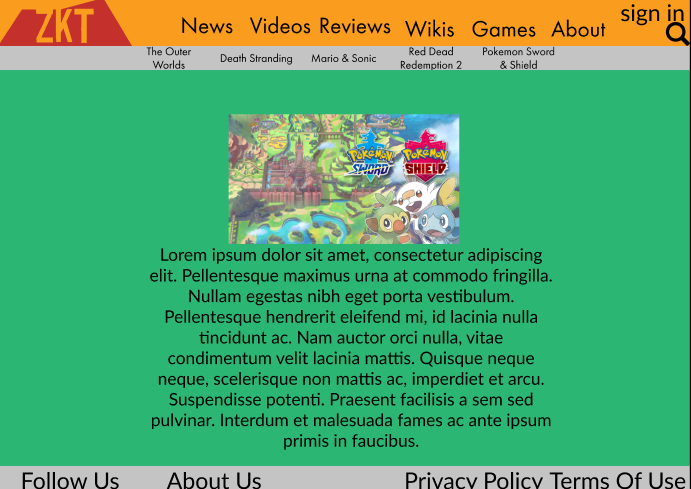 ZKT
News Videos Reviews Wikis Games About
sign in
The Outer
Worlds
Death Stranding
Mario & Sonic
Red Dead
Redemption 2
Pokemon Sword
& Shield
POKéMON
SWORD
POKéMON
SHIELD
Lorem ipsum dolor sit amet, consectetur adipiscing
elit. Pellentesque maximus urna at commodo fringilla.
Nullam egestas nibh eget porta vestibulum.
Pellentesque hendrerit eleifend mi, id lacinia nulla
tincidunt ac. Nam auctor orci nulla, vitae
condimentum velit lacinia mattis. Quisque neque
neque, scelerisque non mattis ac, imperdiet et arcu.
Suspendisse potenti. Praesent facilisis a sem sed
pulvinar. Interdum et malesuada fames ac ante ipsum
primis in faucibus.
Follow Us About Us Privacy Policy Terms Of Use